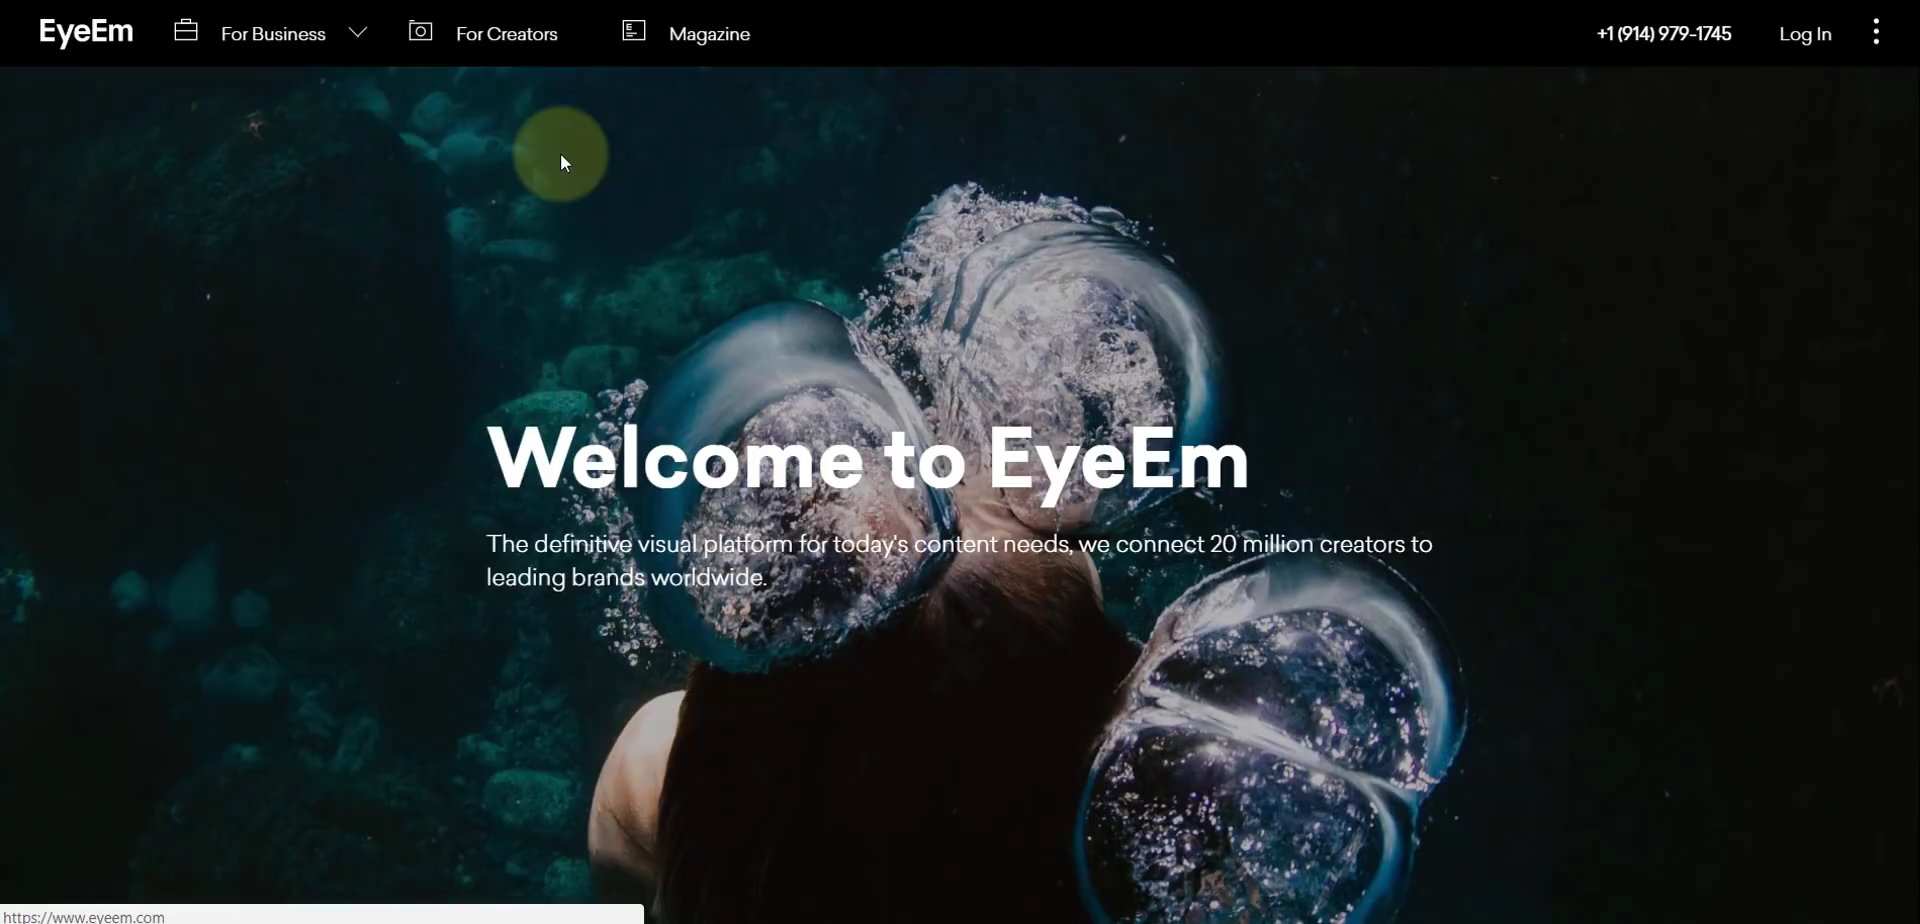 EyeEm
For Business
For Creators
Magazine
+1 (914) 979-1745
Log In
Welcome to EyeEm
The definitive visual platform for today's content needs, we connect 20 million creators to
leading brands worldwide.
https://www.eyeem.com